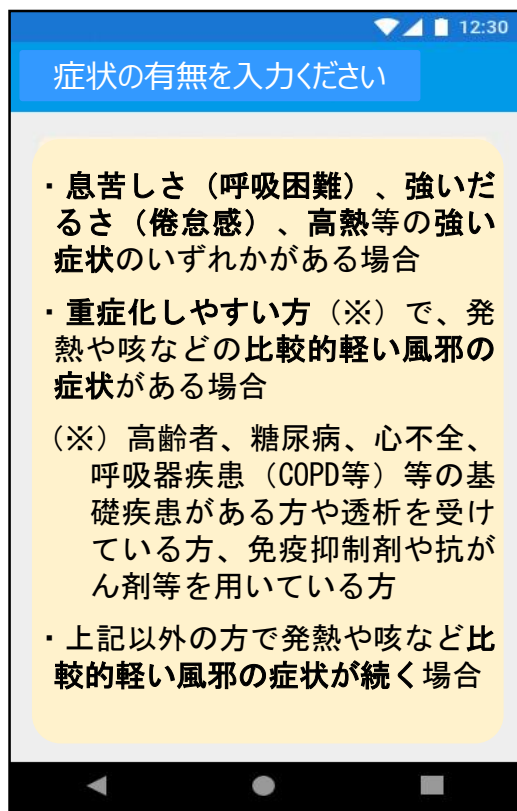 12:30
症状の有無を入力ください
・息苦しさ（呼吸困難）、強いだ
るさ（倦怠感）、高熱等の強い
症状のいずれかがある場合
・重症化しやすい方（※）で、発
熱や咳などの比較的軽い風邪の
症状がある場合
（※）高齢者、糖尿病、心不全、
呼吸器疾患（COPD等）等の基
礎疾患がある方や透析を受け
ている方、免疫抑制剤や抗が
ん剤等を用いている方
・上記以外の方で発熱や咳など比
較的軽い風邪の症状が続く場合